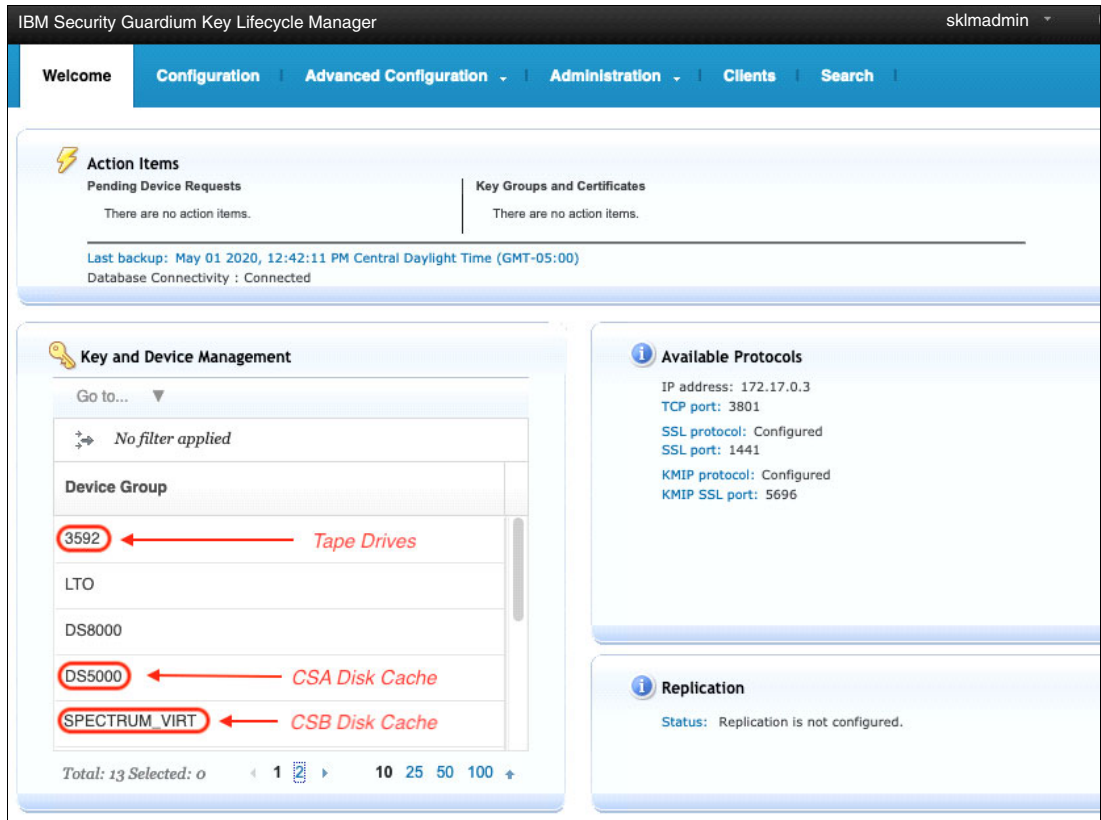 IBM Security Guardium Key Lifecycle Manager
sklmadmin
Welcome
Configuration
Advanced Configuration
Administration
Clients
Search
Action Items
Pending Device Requests
There are no action items.
Key Groups and Certificates
There are no action items.
Last backup: May 01 2020, 12:42:11 PM Central Daylight Time (GMT-05:00)
Database Connectivity : Connected
Key and Device Management
Go to...
No filter applied
Device Group
3592
Tape Drives
LTO
DS8000
DS5000
CSA Disk Cache
SPECTRUM_VIRT
CSB Disk Cache
Total: 13 Selected: 0
1 2
10 25 50 100
Available Protocols
IP address: 172.17.0.3
TCP port: 3801
SSL protocol: Configured
SSL port: 1441
KMIP protocol: Configured
KMIP SSL port: 5696
Replication
Status: Replication is not configured.